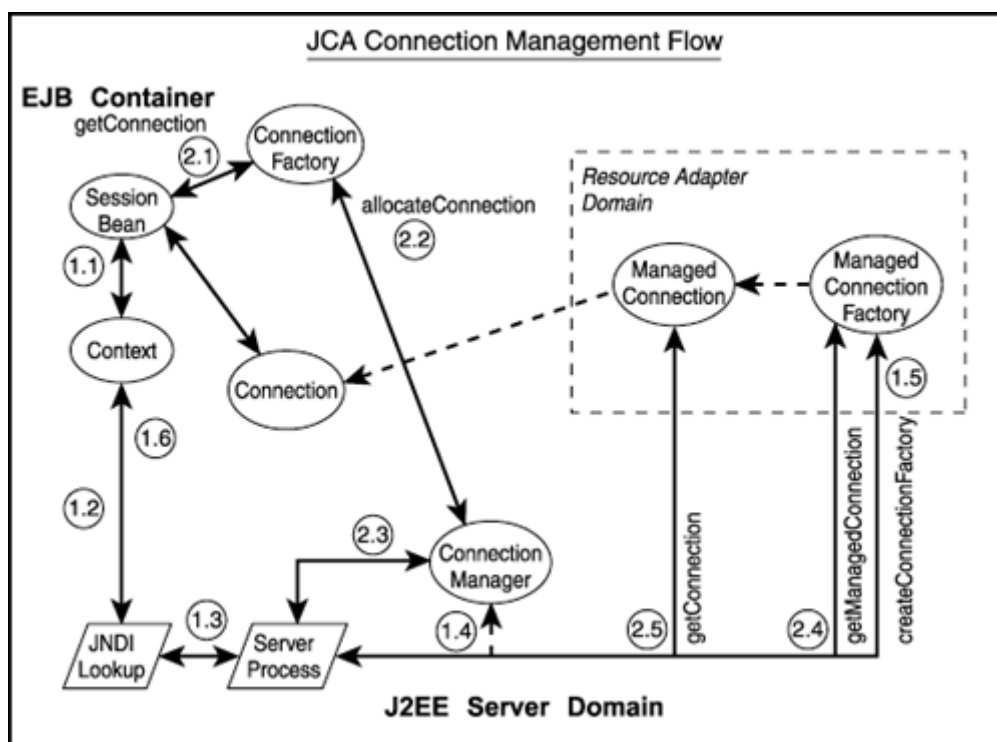 JCA Connection Management Flow
EJB Container
getConnection
2.1
Connection
Factory
Session
Bean
allocateConnection
2.2
Resource Adapter
Domain
1.1
Managed
Connection
Managed
Connection
Factory
Context
Connection
1.5
1.6
1.2
2.3
Connection
Manager
getConnection
getManagedConnection
createConnectionFactory
JNDI
Lookup
1.3
Server
Process
1.4
2.5
2.4
J2EE Server Domain